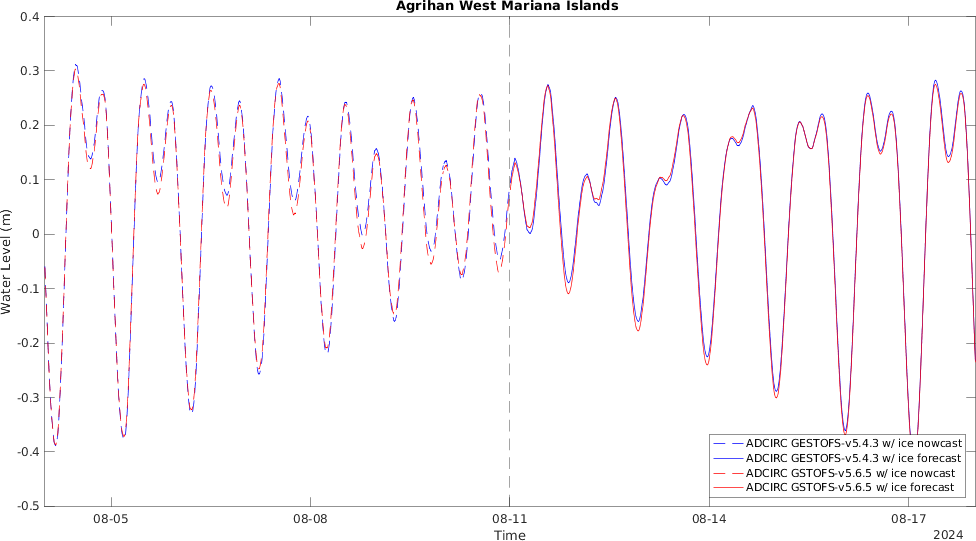 Agrihan West Mariana Islands
0.4
0.3
0.2
0.1
0
-0.1
-0.2
-0.3
-0.4
-0.5
Water Level (m)
08-05
08-08
08-11
08-14
08-17
Time
2024
ADCIRC GESTOFS-v5.4.3 w/ ice nowcast
ADCIRC GESTOFS-v5.4.3 w/ ice forecast
ADCIRC GSTOFS-v5.6.5 w/ ice nowcast
ADCIRC GSTOFS-v5.6.5 w/ ice forecast